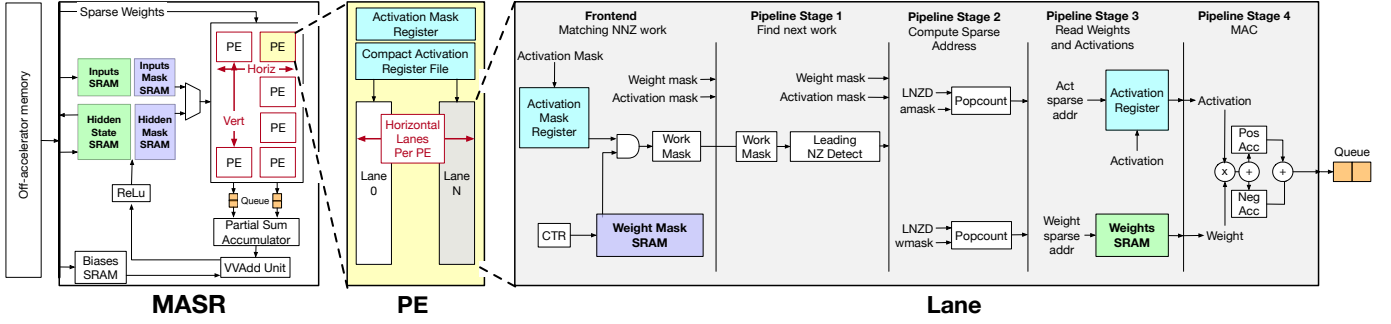 Off-accelerator memory
Sparse Weights
Inputs
SRAM
Inputs
Mask
SRAM
Hidden
State
SRAM
Hidden
Mask
SRAM
ReLu
Biases
SRAM
PE
PE
Horiz
PE
Vert
PE
PE
PE
Queue
Partial Sum
Accumulator
VVAdd Unit
MASR
Activation Mask
Register
Compact Activation
Register File
Horizontal
Lanes
Per PE
Lane
0
Lane
N
PE
Frontend
Matching NNZ work
Activation Mask
Activation
Mask
Register
Weight mask
Activation mask
Work
Mask
CTR
Weight Mask
SRAM
Pipeline Stage 1
Find next work
Weight mask
Activation mask
Work
Mask
Leading
NZ Detect
Pipeline Stage 2
Compute Sparse
Address
LNZD
amask
Popcount
LNZD
wmask
Popcount
Pipeline Stage 3
Read Weights
and Activations
Act
sparse
addr
Activation
Register
Activation
Weight
sparse
addr
Weights
SRAM
Pipeline Stage 4
MAC
Activation
Pos
Acc
x
+
+
Neg
Acc
Weight
Queue
Lane